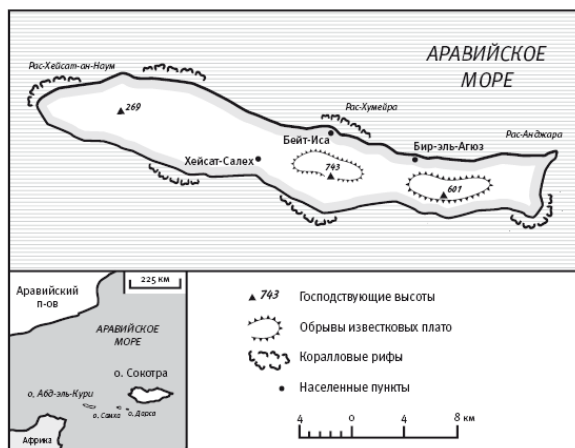 АРАВИЙСКОЕ
МОРЕ
Рас-Хейсат-ан-Наум
269
Рас-Хумейра
Бейт-Иса
Рас-Анджара
Бир-эль-Агюз
Хейсат-Салех
743
601
Аравийский
п-ов
225 км
АРАВИЙСКОЕ
МОРЕ
о. Сокотра
о. Абд-эль-Кури
о. Самха
о. Дарса
Африка
743 Господствующие высоты
Обрывы известковых плато
Коралловые рифы
Населенные пункты
4 0 4 8 км